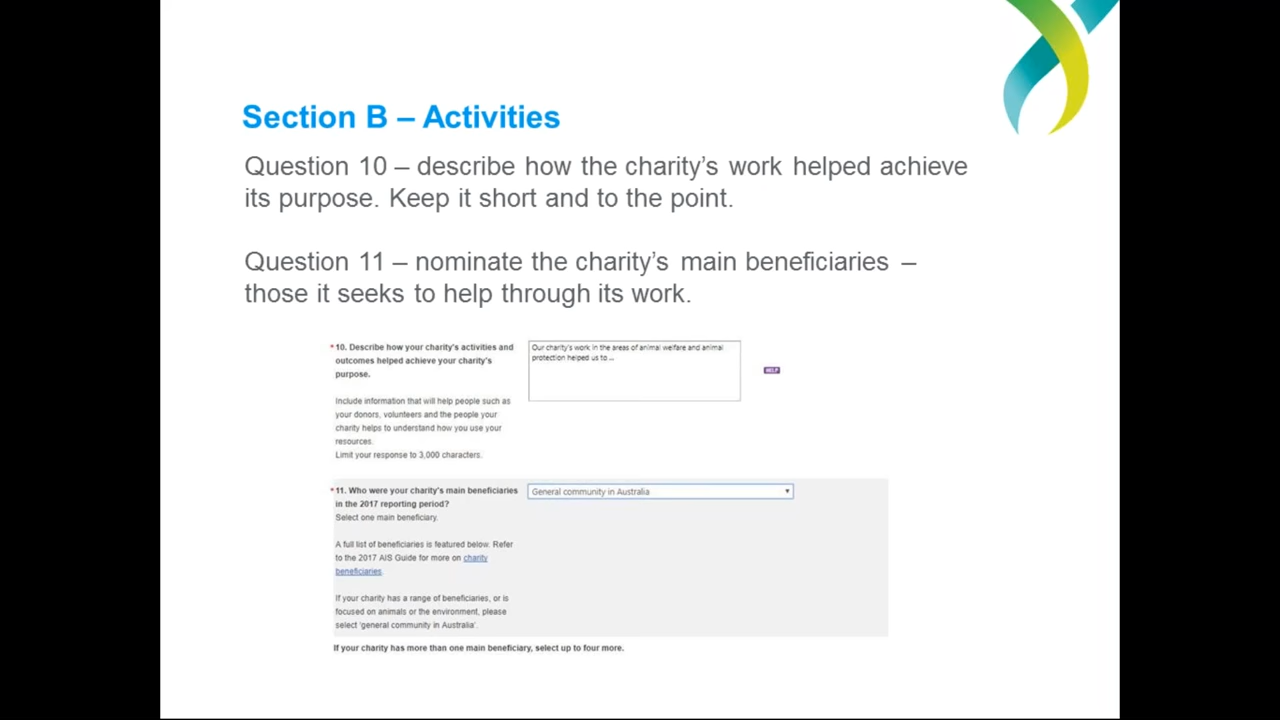 Section B – Activities
Question 10 – describe how the charity’s work helped achieve
its purpose. Keep it short and to the point.
Question 11 – nominate the charity’s main beneficiaries –
those it seeks to help through its work.
* 10. Describe how your charity's activities and
outcomes helped achieve your charity's
purpose.
Include information that will help people such as
your donors, volunteers and the people your
charity helps to understand how you use your
resources.
Limit your response to 3,000 characters.
Our charity's work in the areas of animal welfare and animal
protection helped us to ...
HELP
* 11. Who were your charity's main beneficiaries
in the 2017 reporting period?
Select one main beneficiary.
A full list of beneficiaries is featured below. Refer
to the 2017 AIS Guide for more on charity
beneficiaries.
If your charity has a range of beneficiaries, or is
focused on animals or the environment, please
select 'general community in Australia'.
General community in Australia
If your charity has more than one main beneficiary, select up to four more.